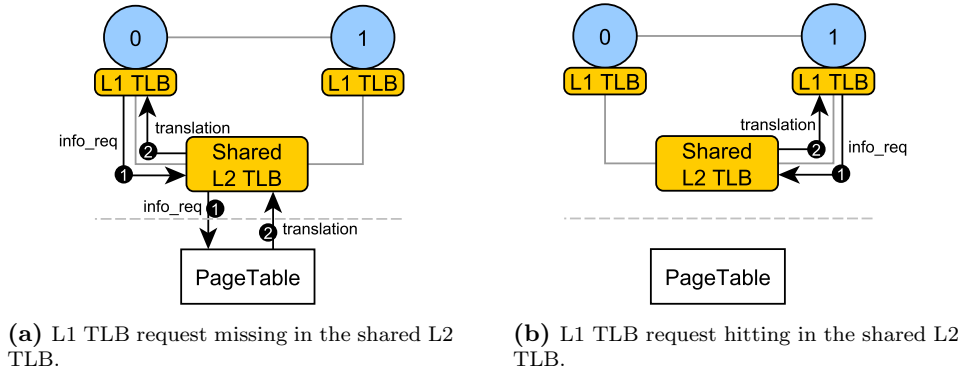 0
1
L1 TLB
L1 TLB
translation
info_req
2
1
Shared
L2 TLB
info_req
1
2
translation
PageTable
(a) L1 TLB request missing in the shared L2
TLB.
0
1
L1 TLB
L1 TLB
translation
2
info_req
1
Shared
L2 TLB
PageTable
(b) L1 TLB request hitting in the shared L2
TLB.